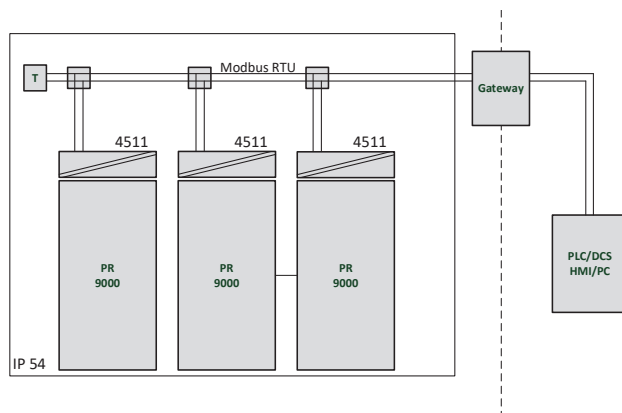 Modbus RTU
T
Gateway
4511
4511
4511
PR
9000
PR
9000
PR
9000
PLC/DCS
HMI/PC
IP 54